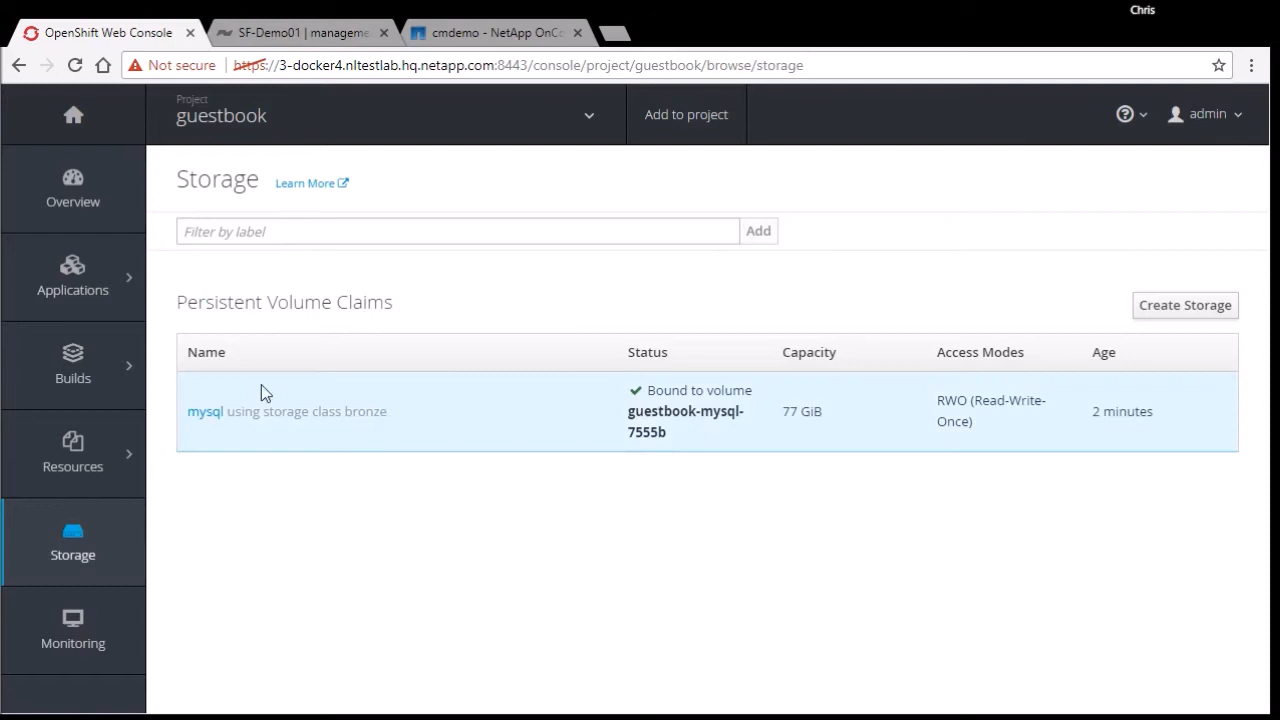 Chris
OpenShift Web Console
SF-Demo01 | manageme
cmdemo - NetApp OnCo
Not secure https://3-docker4.nltestlab.hq.netapp.com:8443/console/project/guestbook/browse/storage
Project
guestbook
Add to project
admin
Overview
Applications
Builds
Resources
Storage
Monitoring
Storage Learn More
Filter by label Add
Persistent Volume Claims
Create Storage
Name Status Capacity Access Modes Age
mysql using storage class bronze
Bound to volume
guestbook-mysql-
7555b
77 GiB
RWO (Read-Write-
Once)
2 minutes